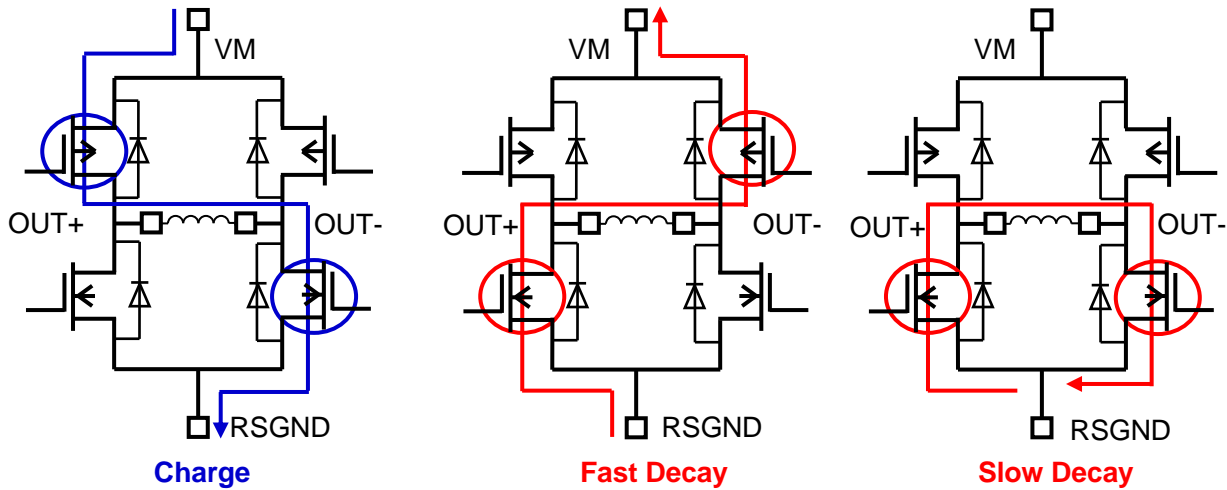 VM
VM
VM
OUT+
OUT-
OUT+
OUT-
OUT+
OUT-
RSGND
RSGND
RSGND
Charge
Fast Decay
Slow Decay